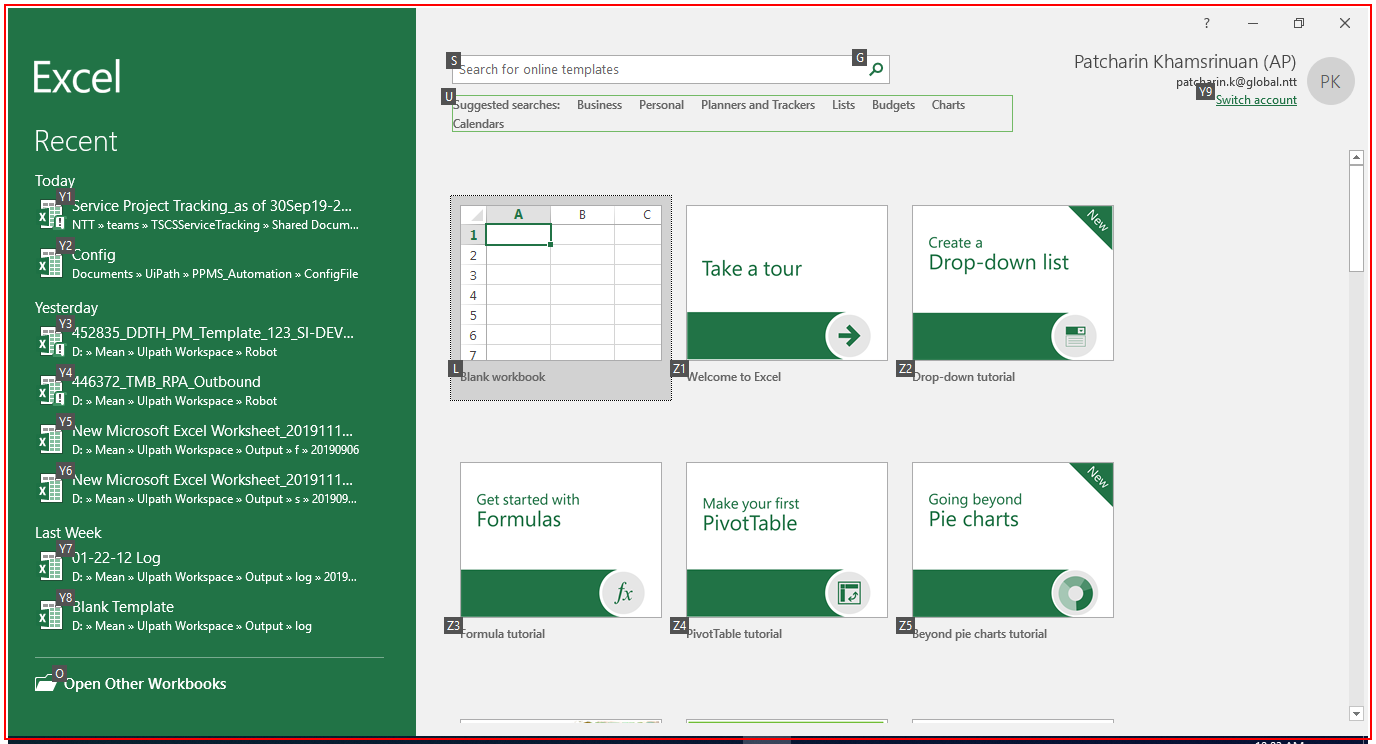 ?
Excel
Recent
Today
Y1
Service Project Tracking_as of 30Sep19-2...
NTT » teams » TSCSServiceTracking » Shared Docum...
Y2
Config
Documents » UiPath » PPMS_Automation » ConfigFile
Yesterday
Y3
452835_DDTH_PM_Template_123_SI-DEV...
D: » Mean » UIpath Workspace » Robot
Y4
446372_TMB_RPA_Outbound
D: » Mean » UIpath Workspace » Robot
Y5
New Microsoft Excel Worksheet_2019111...
D: » Mean » UIpath Workspace » Output » f » 20190906
Y6
New Microsoft Excel Worksheet_2019111...
D: » Mean » UIpath Workspace » Output » s » 201909...
Last Week
Y7
01-22-12 Log
D: » Mean » UIpath Workspace » Output » log » 2019...
Y8
Blank Template
D: » Mean » UIpath Workspace » Output » log
O
Open Other Workbooks
S
Search for online templates
G
U
Suggested searches: Business Personal Planners and Trackers Lists Budgets Charts
Calendars
Patcharin Khamsrinuan (AP)
patcharin.k@global.ntt
Y9
Switch account
PK
A B C
1
2
3
4
5
6
7
L
Blank workbook
Take a tour
Z1
Welcome to Excel
New
Create a
Drop-down list
Z2
Drop-down tutorial
Get started with
Formulas
fx
Z3
Formula tutorial
Make your first
PivotTable
Z4
PivotTable tutorial
New
Going beyond
Pie charts
Z5
Beyond pie charts tutorial